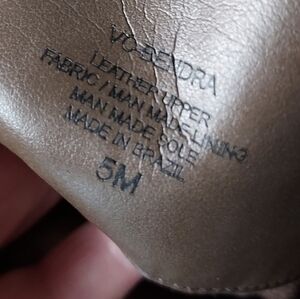 VC-BENDRA
LEATHER UPPER
FABRIC / MAN MADE-LINING
MAN MADE SOLE
MADE IN BRAZIL
5M